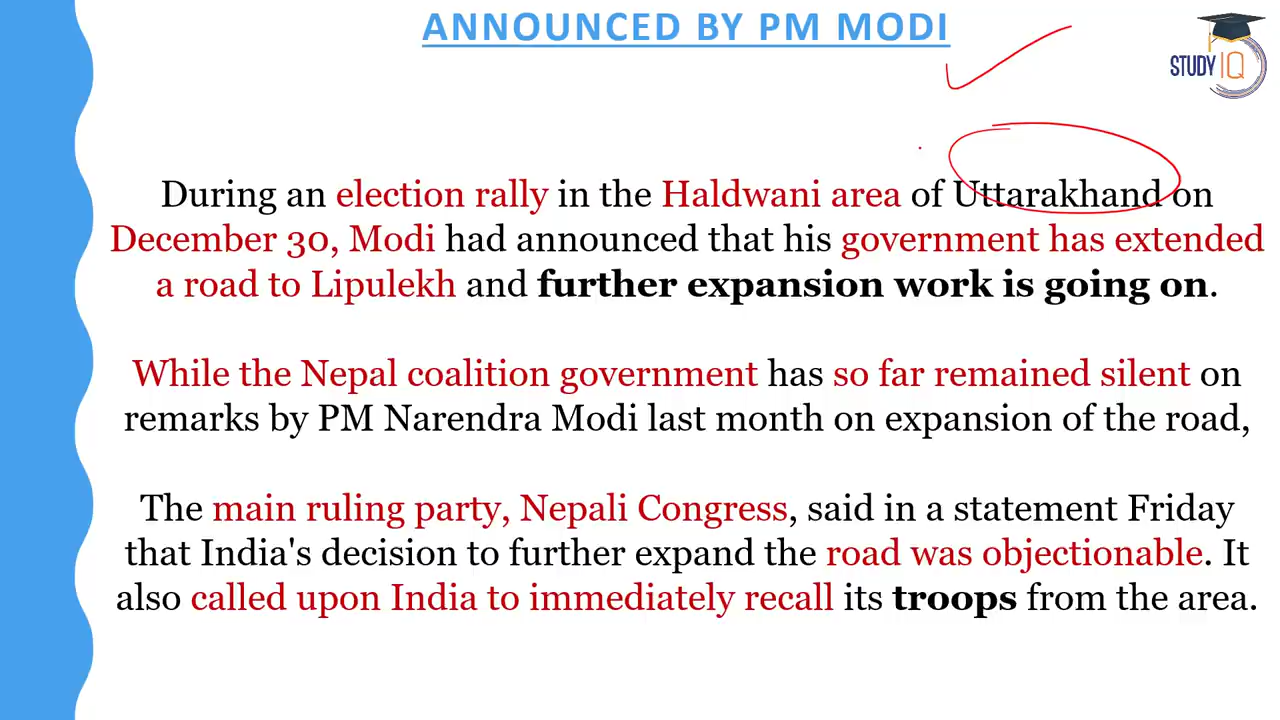 ANNOUNCED BY PM MODI
STUDY IQ
During an election rally in the Haldwani area of Uttarakhand on
December 30, Modi had announced that his government has extended
a road to Lipulekh and further expansion work is going on.
While the Nepal coalition government has so far remained silent on
remarks by PM Narendra Modi last month on expansion of the road,
The main ruling party, Nepali Congress, said in a statement Friday
that India's decision to further expand the road was objectionable. It
also called upon India to immediately recall its troops from the area.